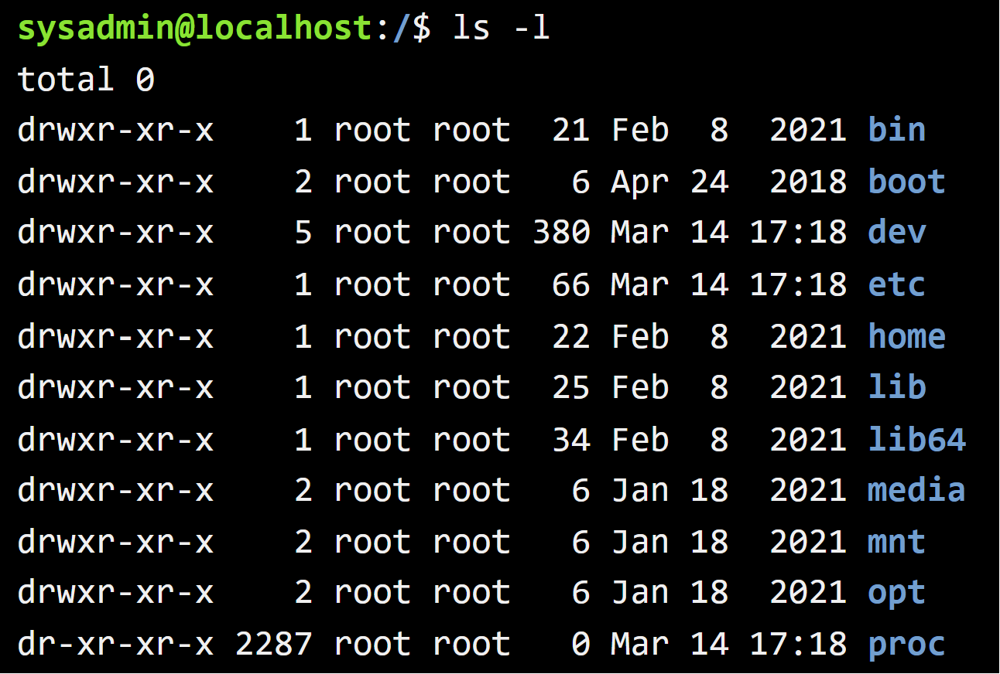 sysadmin@localhost:/$ ls -l
total 0
drwxr-xr-x    1 root root  21 Feb  8  2021 bin
drwxr-xr-x    2 root root   6 Apr 24  2018 boot
drwxr-xr-x    5 root root 380 Mar 14 17:18 dev
drwxr-xr-x    1 root root  66 Mar 14 17:18 etc
drwxr-xr-x    1 root root  22 Feb  8  2021 home
drwxr-xr-x    1 root root  25 Feb  8  2021 lib
drwxr-xr-x    1 root root  34 Feb  8  2021 lib64
drwxr-xr-x    2 root root   6 Jan 18  2021 media
drwxr-xr-x    2 root root   6 Jan 18  2021 mnt
drwxr-xr-x    2 root root   6 Jan 18  2021 opt
dr-xr-xr-x 2287 root root   0 Mar 14 17:18 proc